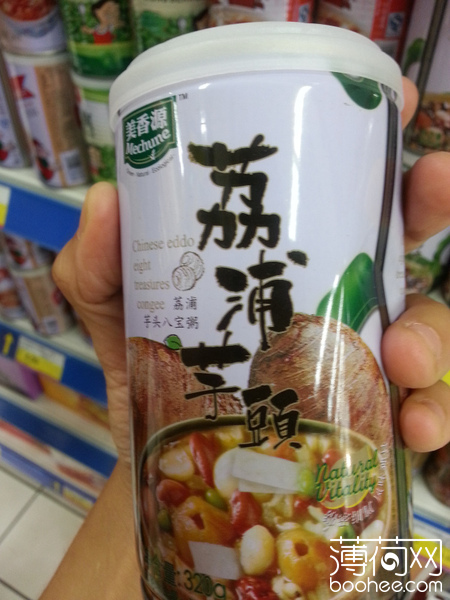 美香源
Mechune
TM
荔浦芋頭
Chinese eddo
eight
treasures
congee
荔浦
芋头八宝粥
Natural
Vitality
320g
薄荷网
boohee.com